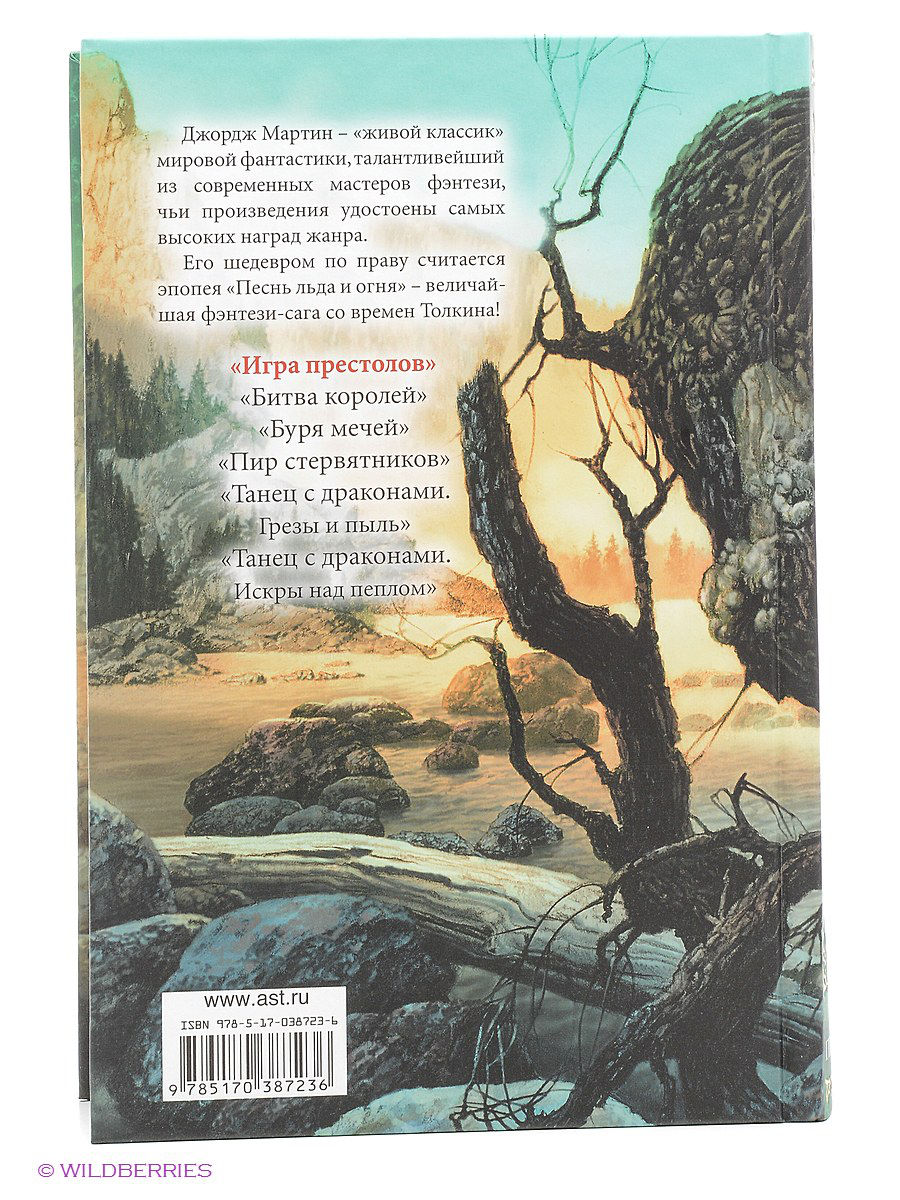 Джордж Мартин – «живой классик»
мировой фантастики, талантливейший
из современных мастеров фэнтези,
чьи произведения удостоены самых
высоких наград жанра.
Его шедевром по праву считается
эпопея «Песнь льда и огня» – величай-
шая фэнтези-сага со времен Толкина!
«Игра престолов»
«Битва королей»
«Буря мечей»
«Пир стервятников»
«Танец с драконами.
Грезы и пыль»
«Танец с драконами.
Искры над пеплом»
www.ast.ru
ISBN 978-5-17-038723-6
9 785170 387236
© WILDBERRIES